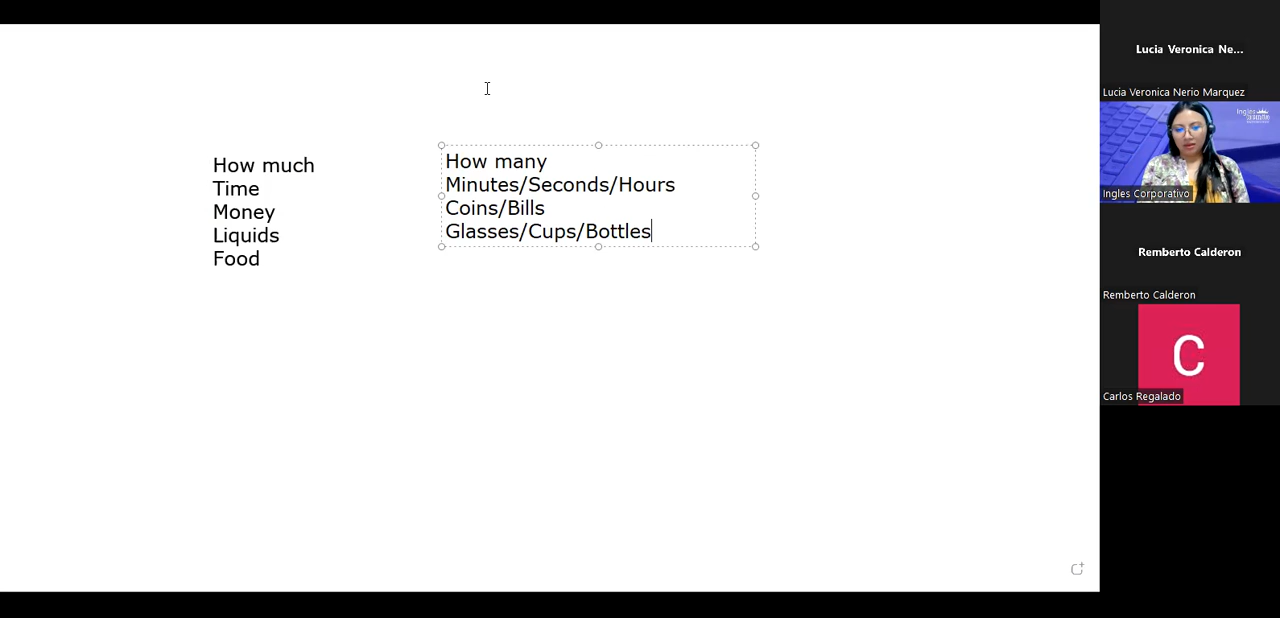 How much
Time
Money
Liquids
Food
How many
Minutes/Seconds/Hours
Coins/Bills
Glasses/Cups/Bottles
Lucia Veronica Ne...
Lucia Veronica Nerio Marquez
Ingles
Ingles Corporativo
Remberto Calderon
Remberto Calderon
C
Carlos Regalado